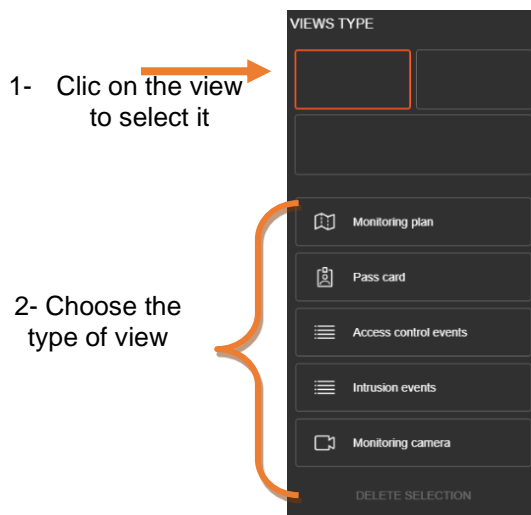 VIEWS TYPE
1- Clic on the view
to select it
Monitoring plan
Pass card
2- Choose the
type of view
Access control events
Intrusion events
Monitoring camera
DELETE SELECTION